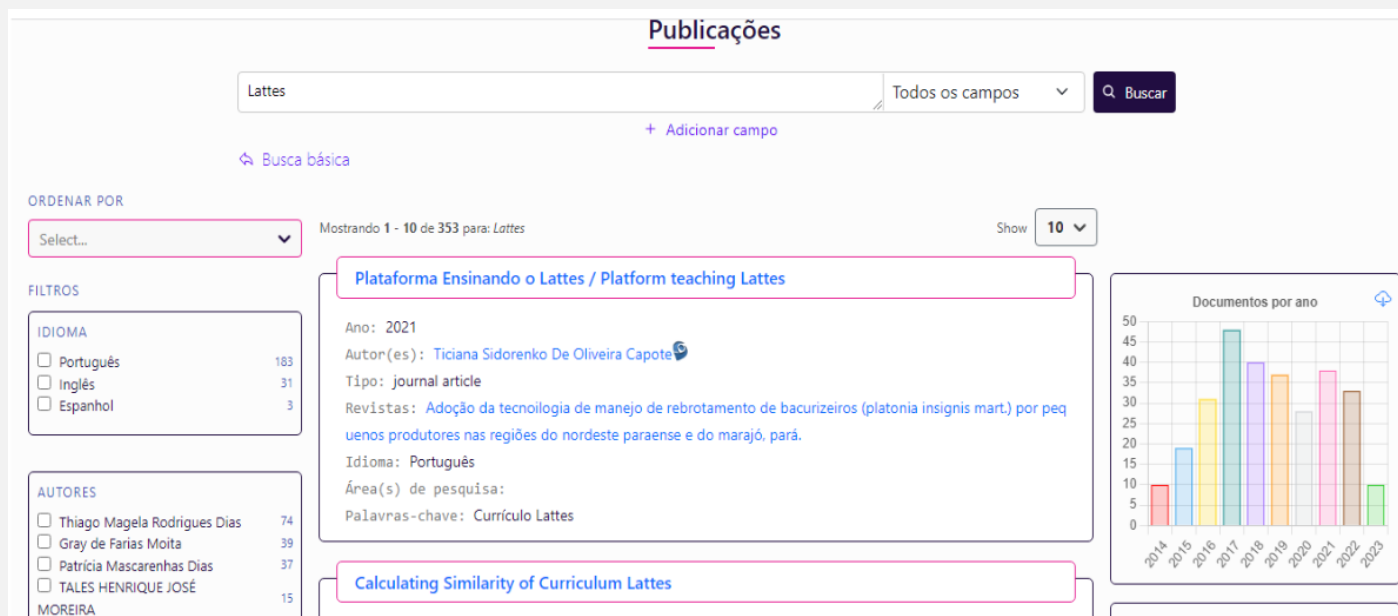 Publicações
Lattes
Todos os campos
Buscar
+ Adicionar campo
Busca básica
ORDENAR POR
Select...
Mostrando 1 - 10 de 353 para: Lattes
Show 10
FILTROS
IDIOMA
Português 183
Inglês 31
Espanhol 3
AUTORES
Thiago Magela Rodrigues Dias 74
Gray de Farias Moita 39
Patrícia Mascarenhas Dias 37
TALES HENRIQUE JOSÉ
MOREIRA 15
Plataforma Ensinando o Lattes / Platform teaching Lattes
Ano: 2021
Autor(es): Ticiana Sidorenko De Oliveira Capote
Tipo: journal article
Revistas: Adoção da tecnoilogia de manejo de rebrotamento de bacurizeiros (platonia insignis mart.) por peq
uenos produtores nas regiões do nordeste paraense e do marajó, pará.
Idioma: Português
Área(s) de pesquisa:
Palavras-chave: Currículo Lattes
Calculating Similarity of Curriculum Lattes
Documentos por ano
50
45
40
35
30
25
20
15
10
5
0
2014
2015
2016
2017
2018
2019
2020
2021
2022
2023